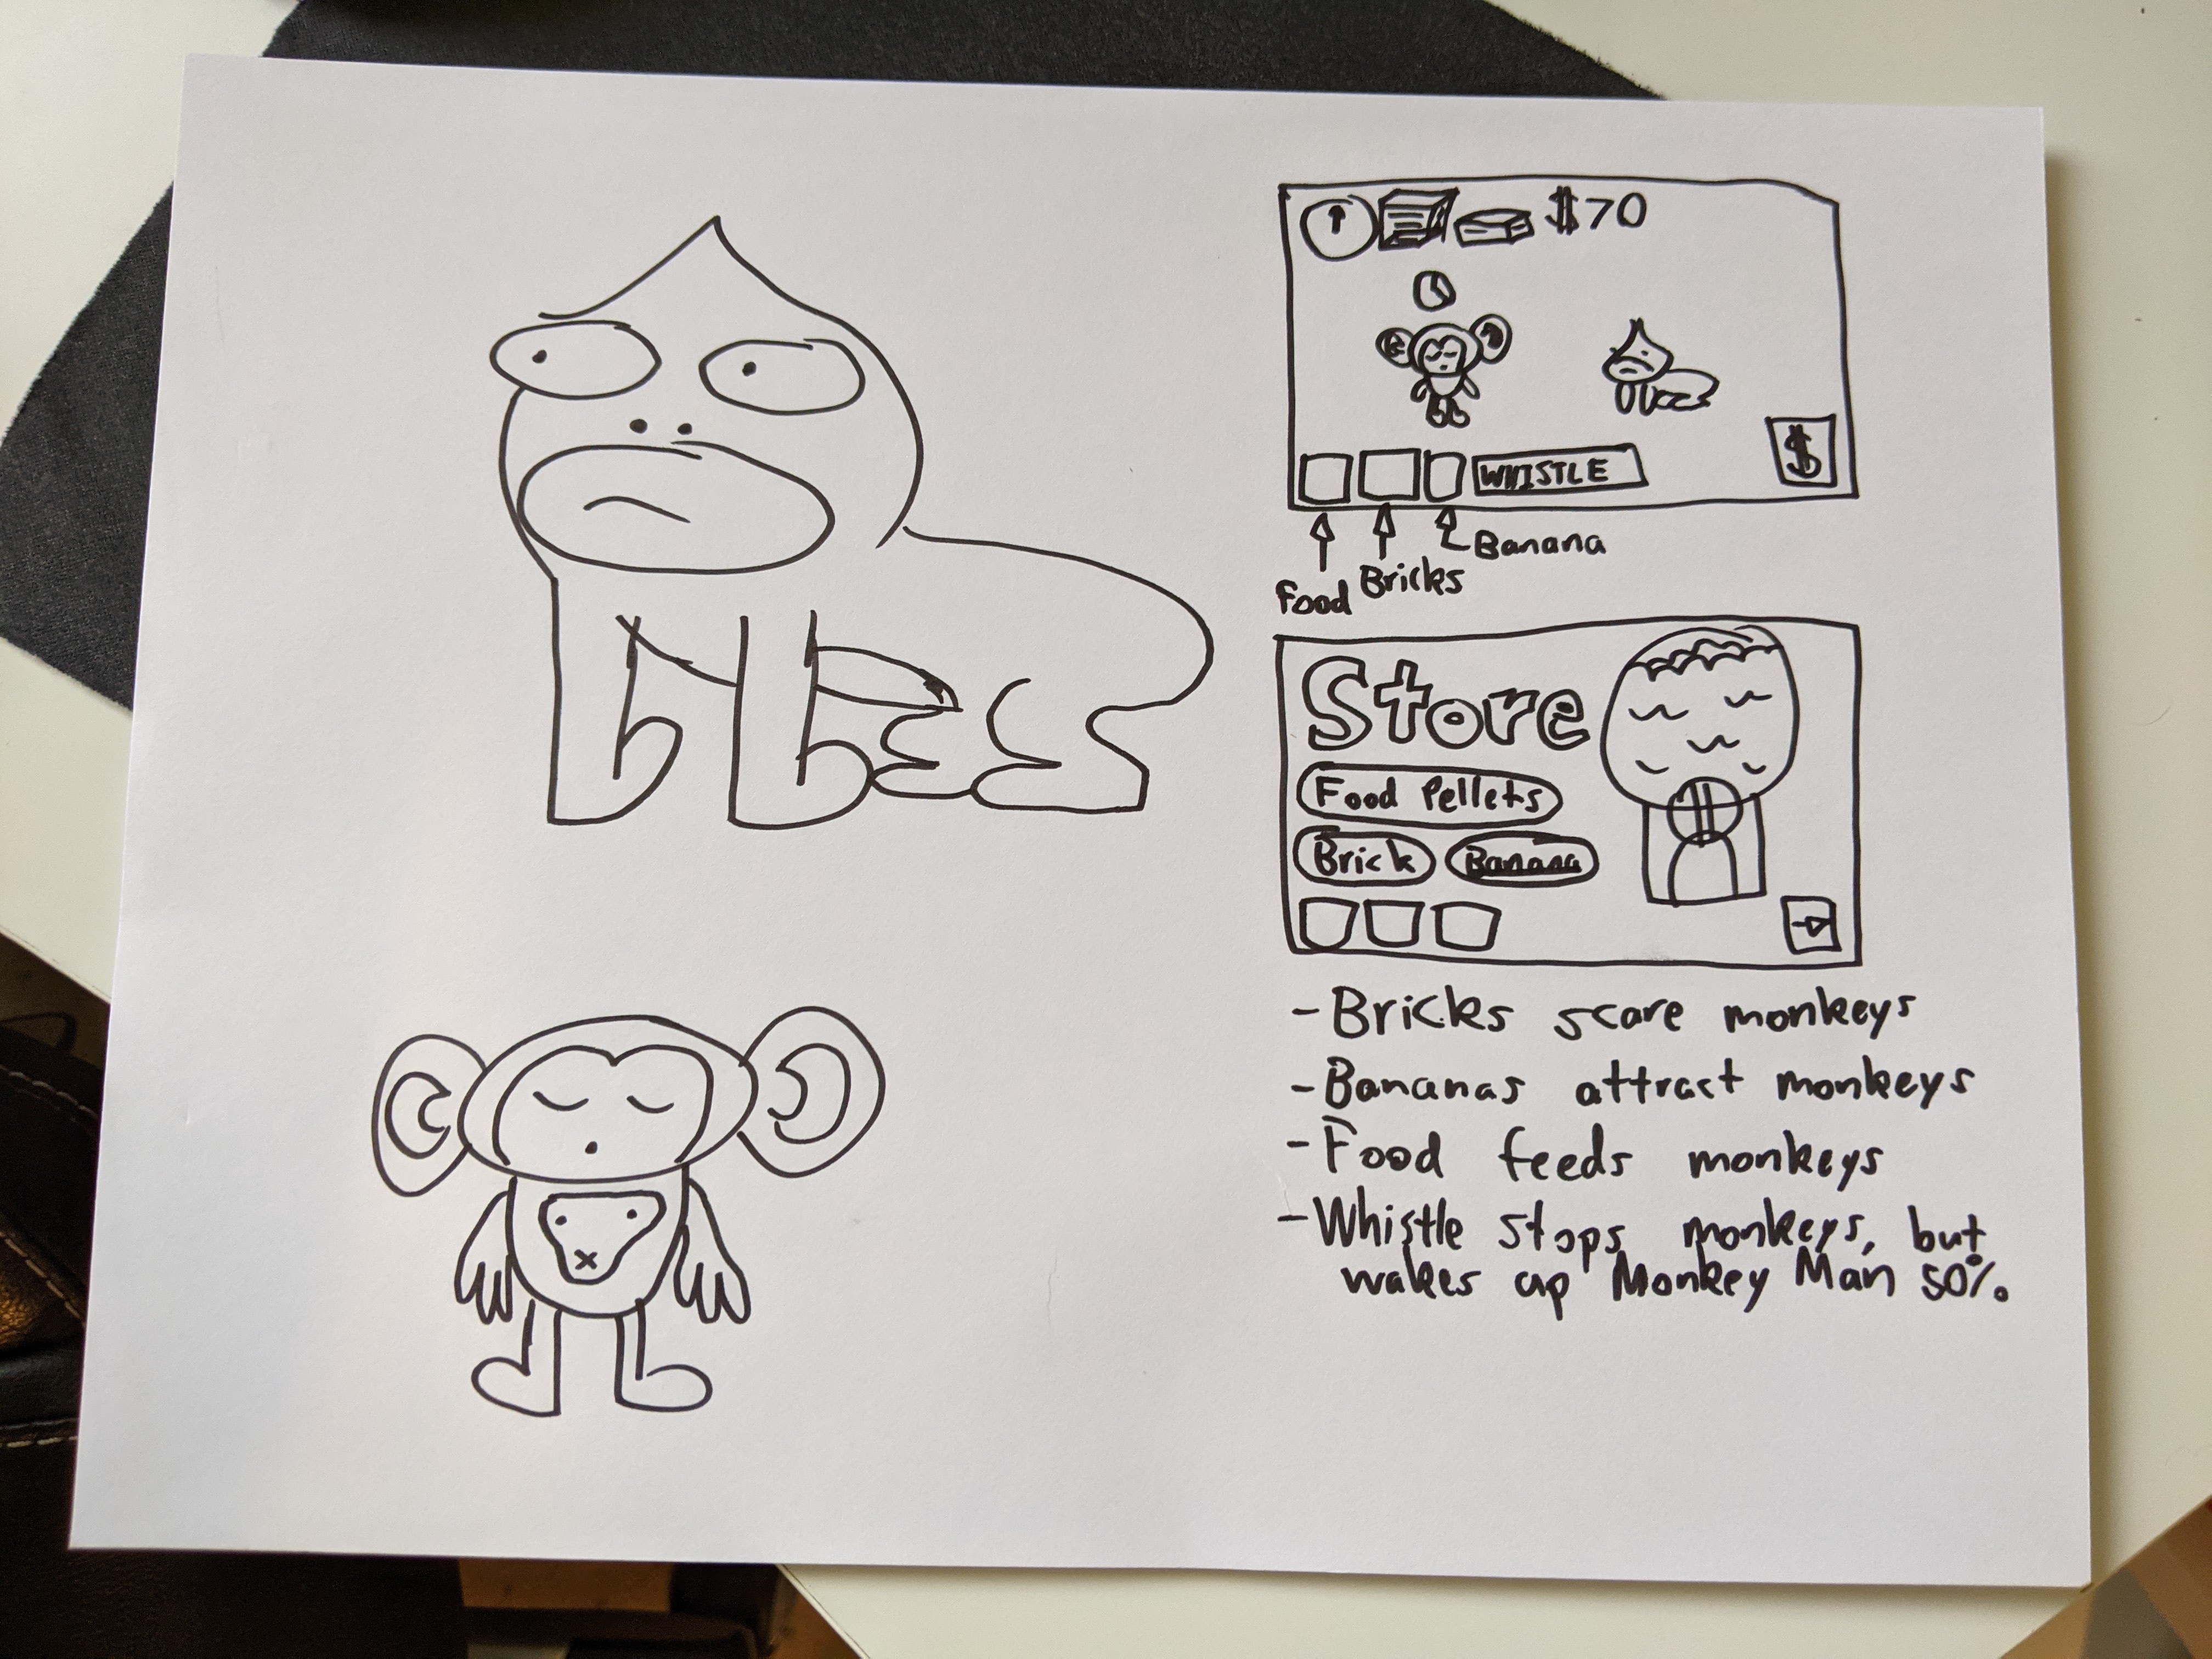 $70
WHISTLE
$
Banana
Bricks
Food
Store
Food Pellets
Brick
Banana
- Bricks scare monkeys
- Bananas attract monkeys
- Food feeds monkeys
- Whistle stops monkeys, but
wakes up Monkey Man 50%.